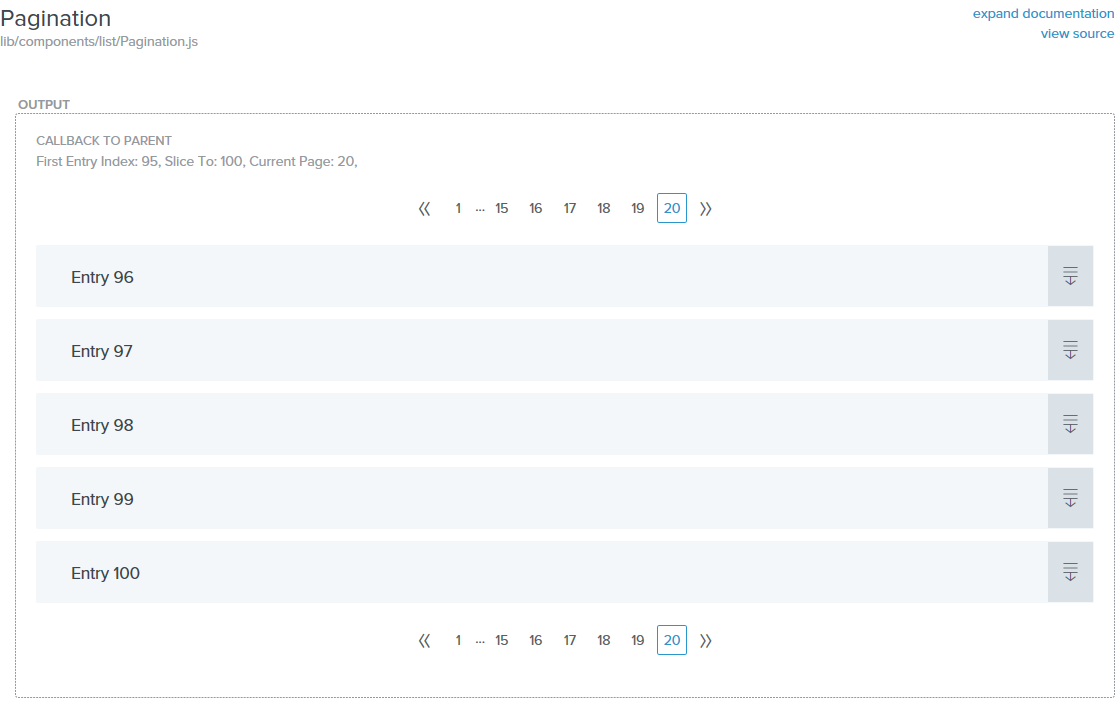 Pagination
expand documentation
lib/components/list/Pagination.js
view source
OUTPUT
CALLBACK TO PARENT
First Entry Index: 95, Slice To: 100, Current Page: 20,
1 ... 15 16 17 18 19 20
Entry 96
Entry 97
Entry 98
Entry 99
Entry 100
1 ... 15 16 17 18 19 20